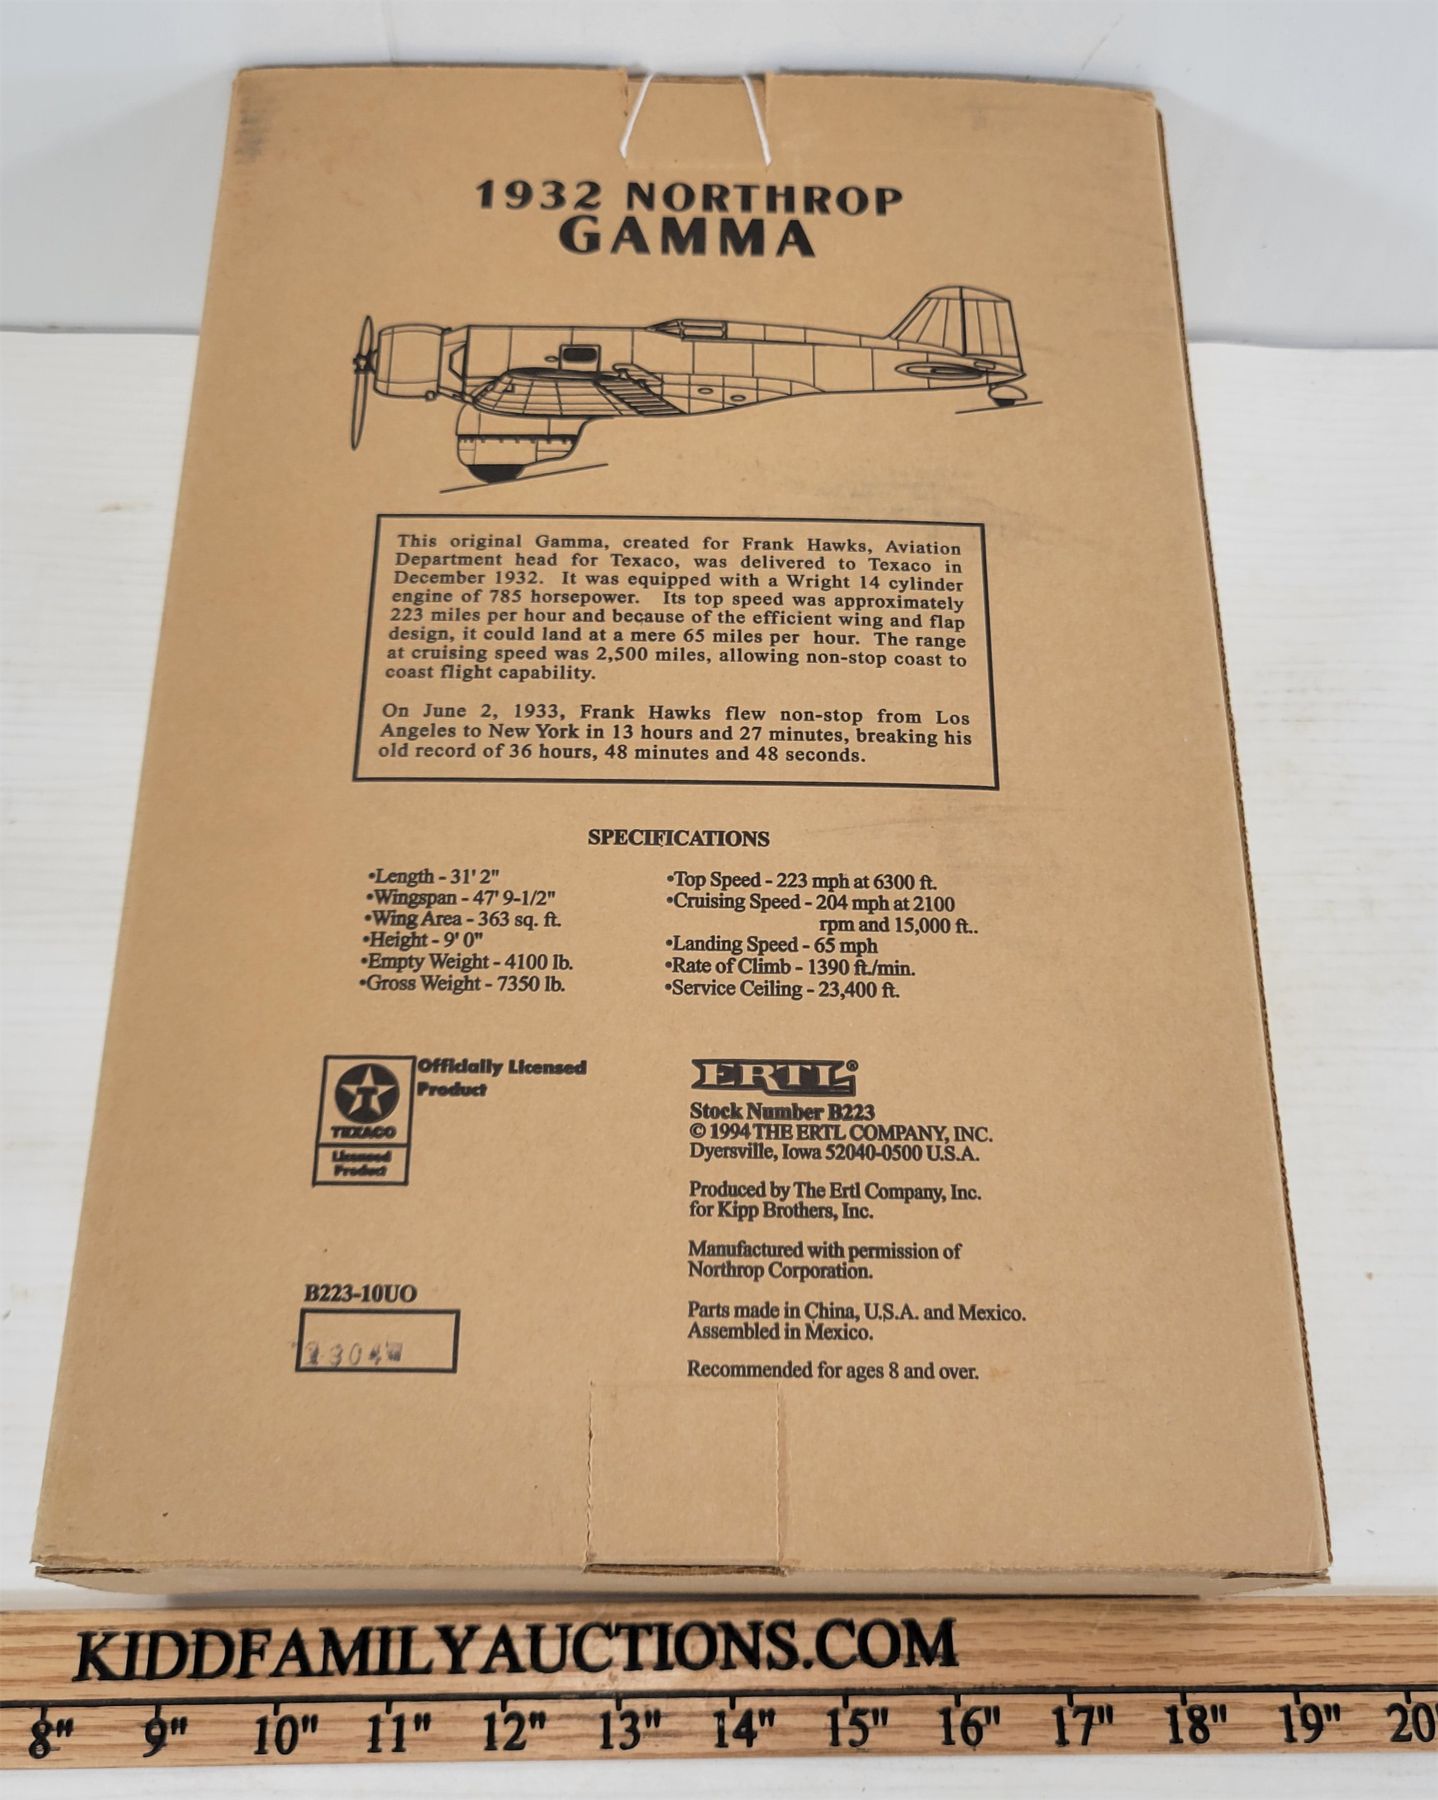 1932 NORTHROP
GAMMA
This original Gamma, created for Frank Hawks, Aviation
Department head for Texaco, was delivered to Texaco in
December 1932. It was equipped with a Wright 14 cylinder
engine of 785 horsepower. Its top speed was approximately
223 miles per hour and because of the efficient wing and flap
design, it could land at a mere 65 miles per hour. The range
at cruising speed was 2,500 miles, allowing non-stop coast to
coast flight capability.
On June 2, 1933, Frank Hawks flew non-stop from Los
Angeles to New York in 13 hours and 27 minutes, breaking his
old record of 36 hours, 48 minutes and 48 seconds.
SPECIFICATIONS
•Length - 31' 2"
•Wingspan - 47' 9-1/2"
•Wing Area - 363 sq. ft.
•Height - 9' 0"
•Empty Weight - 4100 lb.
•Gross Weight - 7350 lb.
•Top Speed - 223 mph at 6300 ft.
•Cruising Speed - 204 mph at 2100
rpm and 15,000 ft..
•Landing Speed - 65 mph
•Rate of Climb - 1390 ft./min.
•Service Ceiling - 23,400 ft.
T
TEXACO
Licensed
Product
Officially Licensed
Product
B223-10UO
ERTL®
Stock Number B223
© 1994 THE ERTL COMPANY, INC.
Dyersville, Iowa 52040-0500 U.S.A.
Produced by The Ertl Company, Inc.
for Kipp Brothers, Inc.
Manufactured with permission of
Northrop Corporation.
Parts made in China, U.S.A. and Mexico.
Assembled in Mexico.
Recommended for ages 8 and over.
KIDDFAMILYAUCTIONS.COM
8" 9" 10" 11" 12" 13" 14" 15" 16" 17" 18" 19" 20